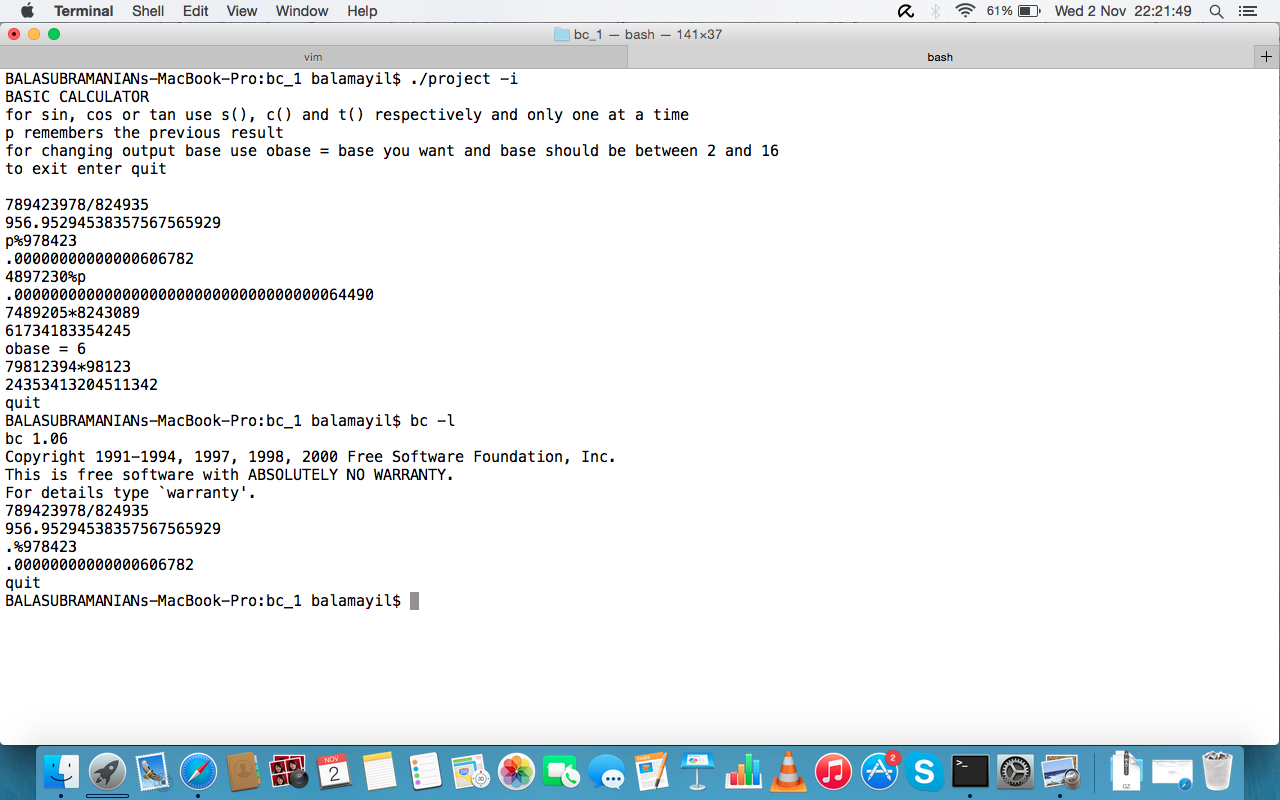 Terminal Shell Edit View Window Help 61% Wed 2 Nov 22:21:49
bc_1 — bash — 141×37
vim bash
BALASUBRAMANIANs-MacBook-Pro:bc_1 balamayil$ ./project -i
BASIC CALCULATOR
for sin, cos or tan use s(), c() and t() respectively and only one at a time
p remembers the previous result
for changing output base use obase = base you want and base should be between 2 and 16
to exit enter quit
789423978/824935
956.95294538357567565929
p%978423
.00000000000000606782
4897230%p
.0000000000000000000000000000000000064490
7489205*8243089
61734183354245
obase = 6
79812394*98123
24353413204511342
quit
BALASUBRAMANIANs-MacBook-Pro:bc_1 balamayil$ bc -l
bc 1.06
Copyright 1991-1994, 1997, 1998, 2000 Free Software Foundation, Inc.
This is free software with ABSOLUTELY NO WARRANTY.
For details type `warranty'.
789423978/824935
956.95294538357567565929
.%978423
.00000000000000606782
quit
BALASUBRAMANIANs-MacBook-Pro:bc_1 balamayil$
NOV
2
30
2
S
>_
GZ